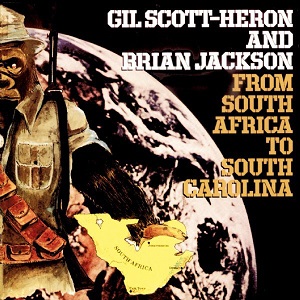 GIL SCOTT-HERON
AND
BRIAN JACKSON
FROM
SOUTH
AFRICA
TO
SOUTH
CAROLINA
SOUTH AFRICA